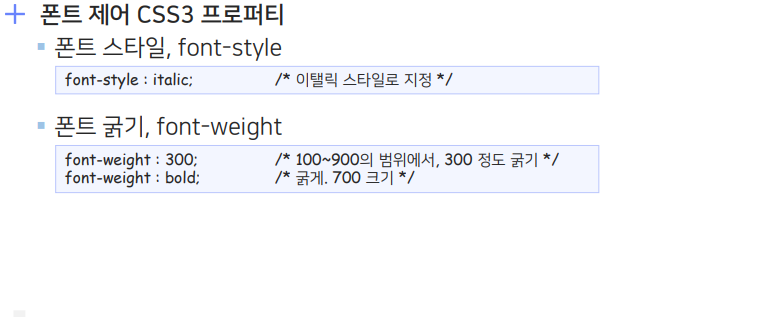 폰트 제어 CSS3 프로퍼티
폰트 스타일, font-style
font-style : italic; /* 이탤릭 스타일로 지정 */
폰트 굵기, font-weight
font-weight : 300; /* 100~900의 범위에서, 300 정도 굵기 */
font-weight : bold; /* 굵게. 700 크기 */